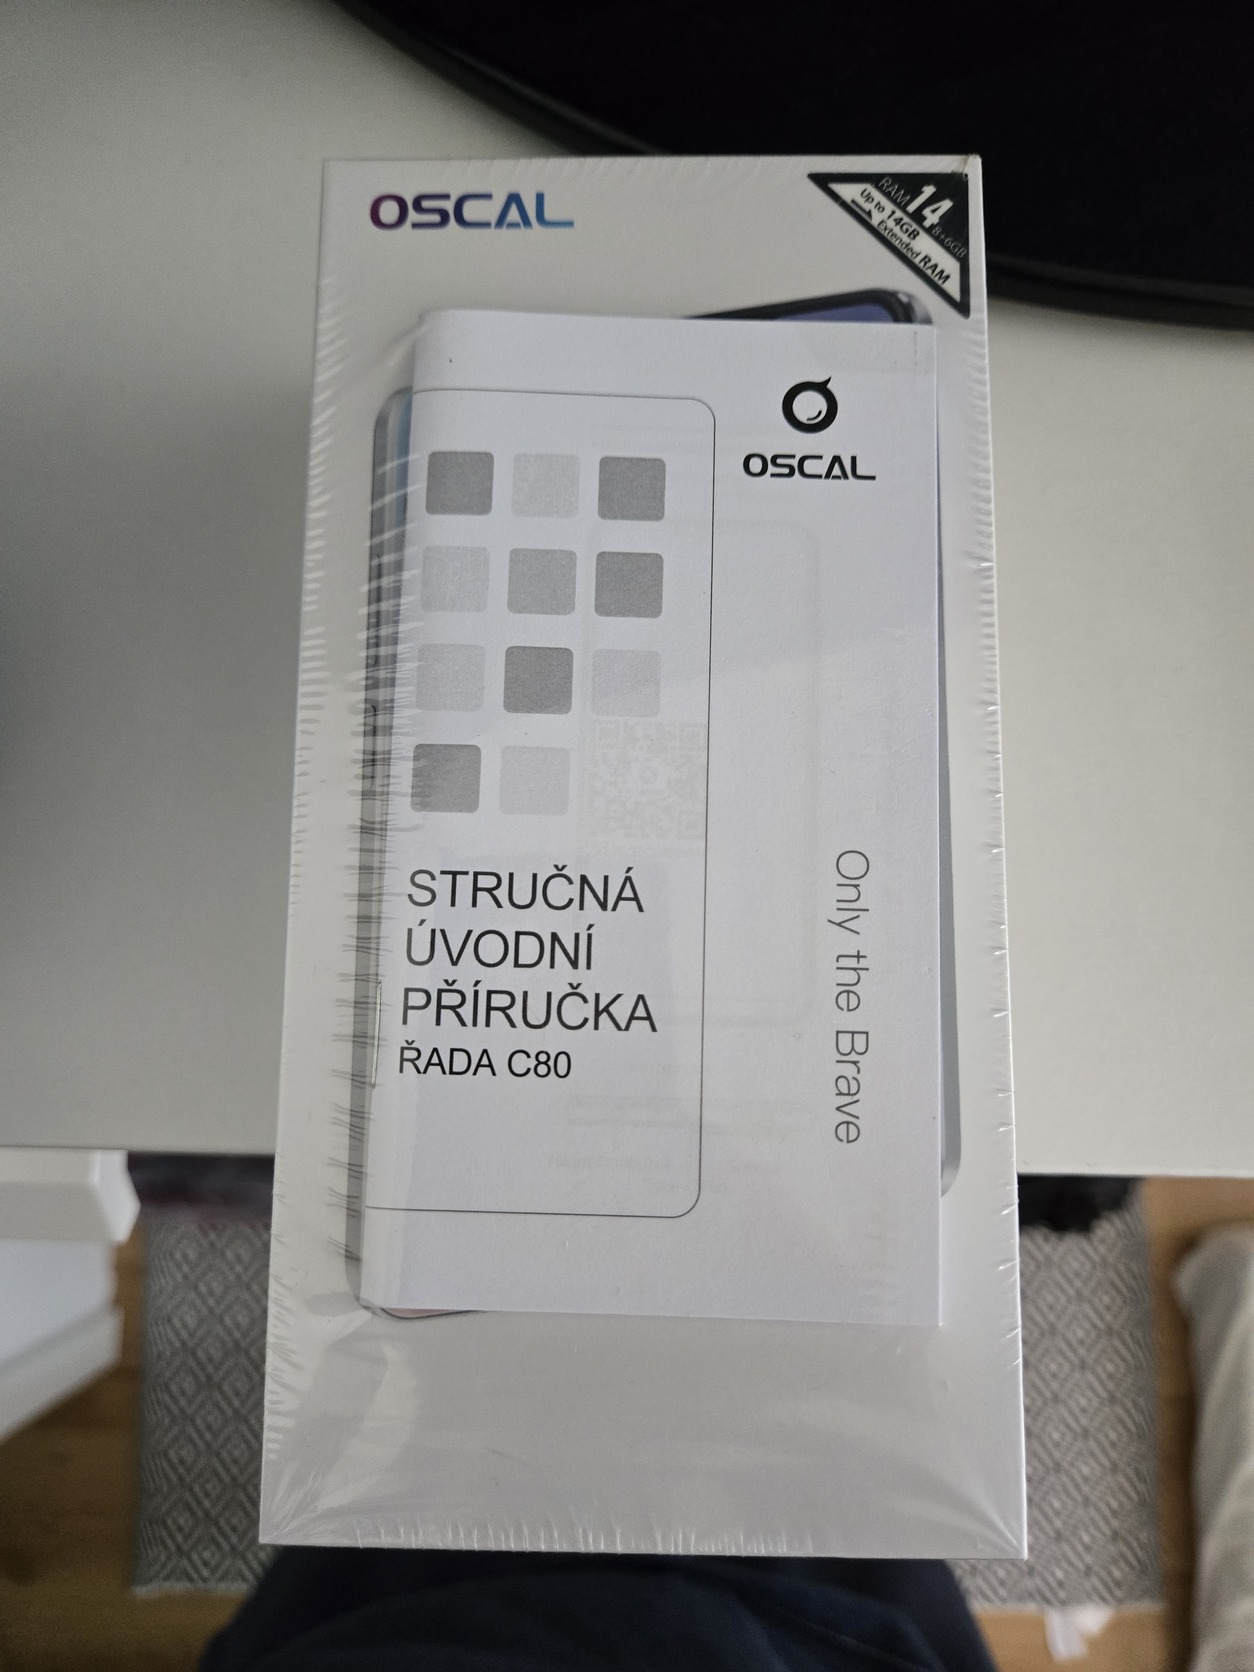 OSCAL
RAM 14 8+6GB
Up to 14GB
Extended RAM
OSCAL
STRUČNÁ
ÚVODNÍ
PŘÍRUČKA
ŘADA C80
Only the Brave